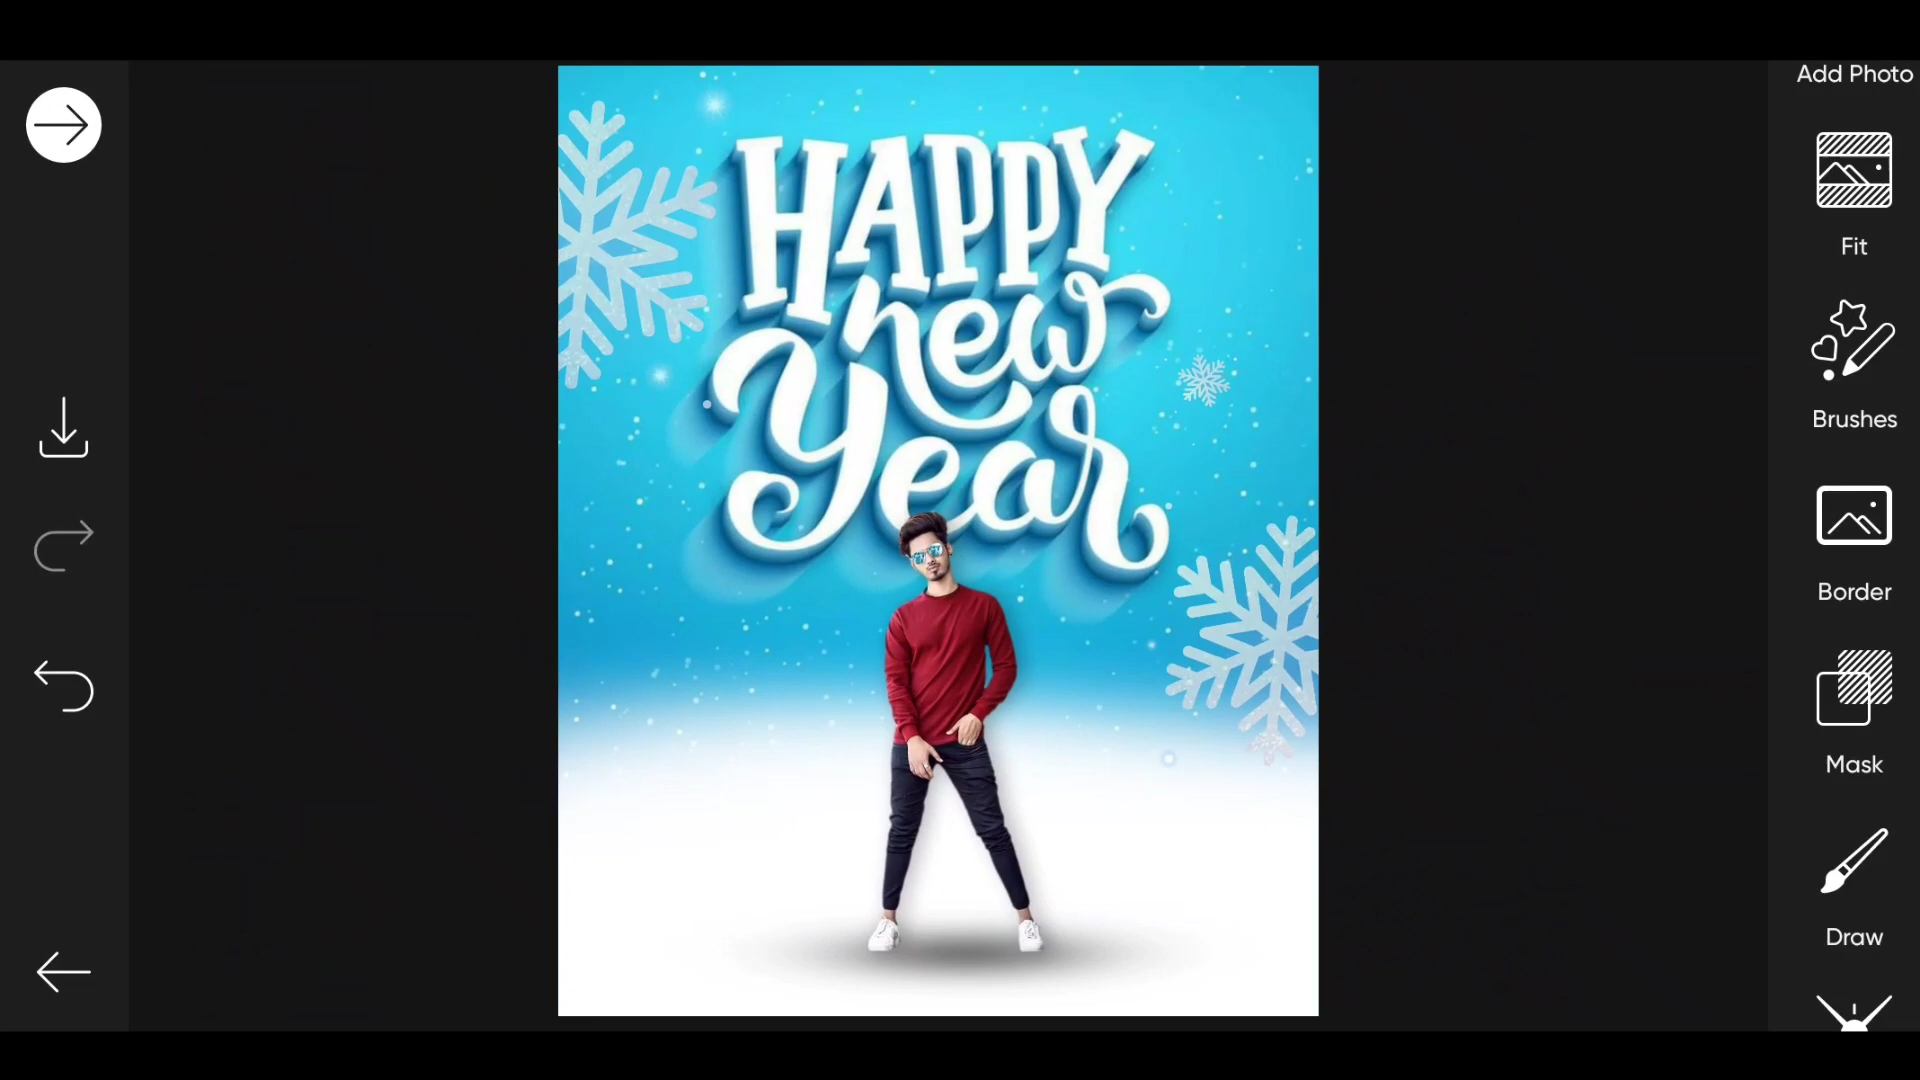 Add Photo
HAPPY
new
Year
Fit
Brushes
Border
Mask
Draw